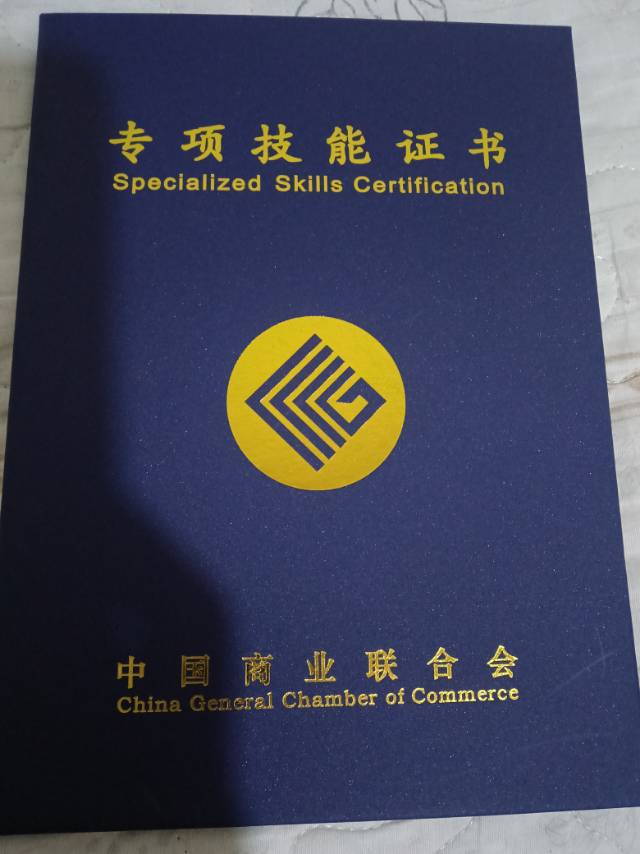 专项技能证书
Specialized Skills Certification
中国商业联合会
China General Chamber of Commerce